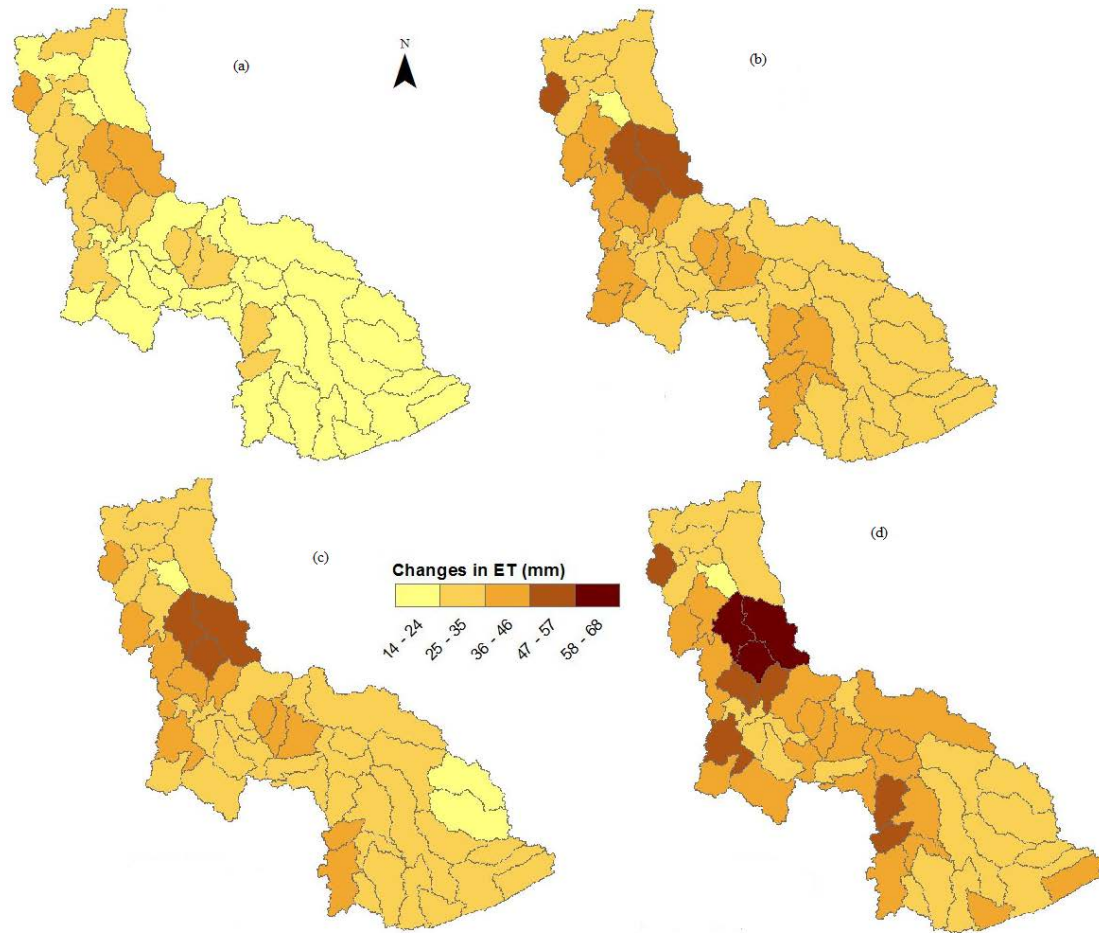 N
(a)
(b)
(c)
(d)
Changes in ET (mm)
14 - 24
25 - 35
36 - 46
47 - 57
58 - 68